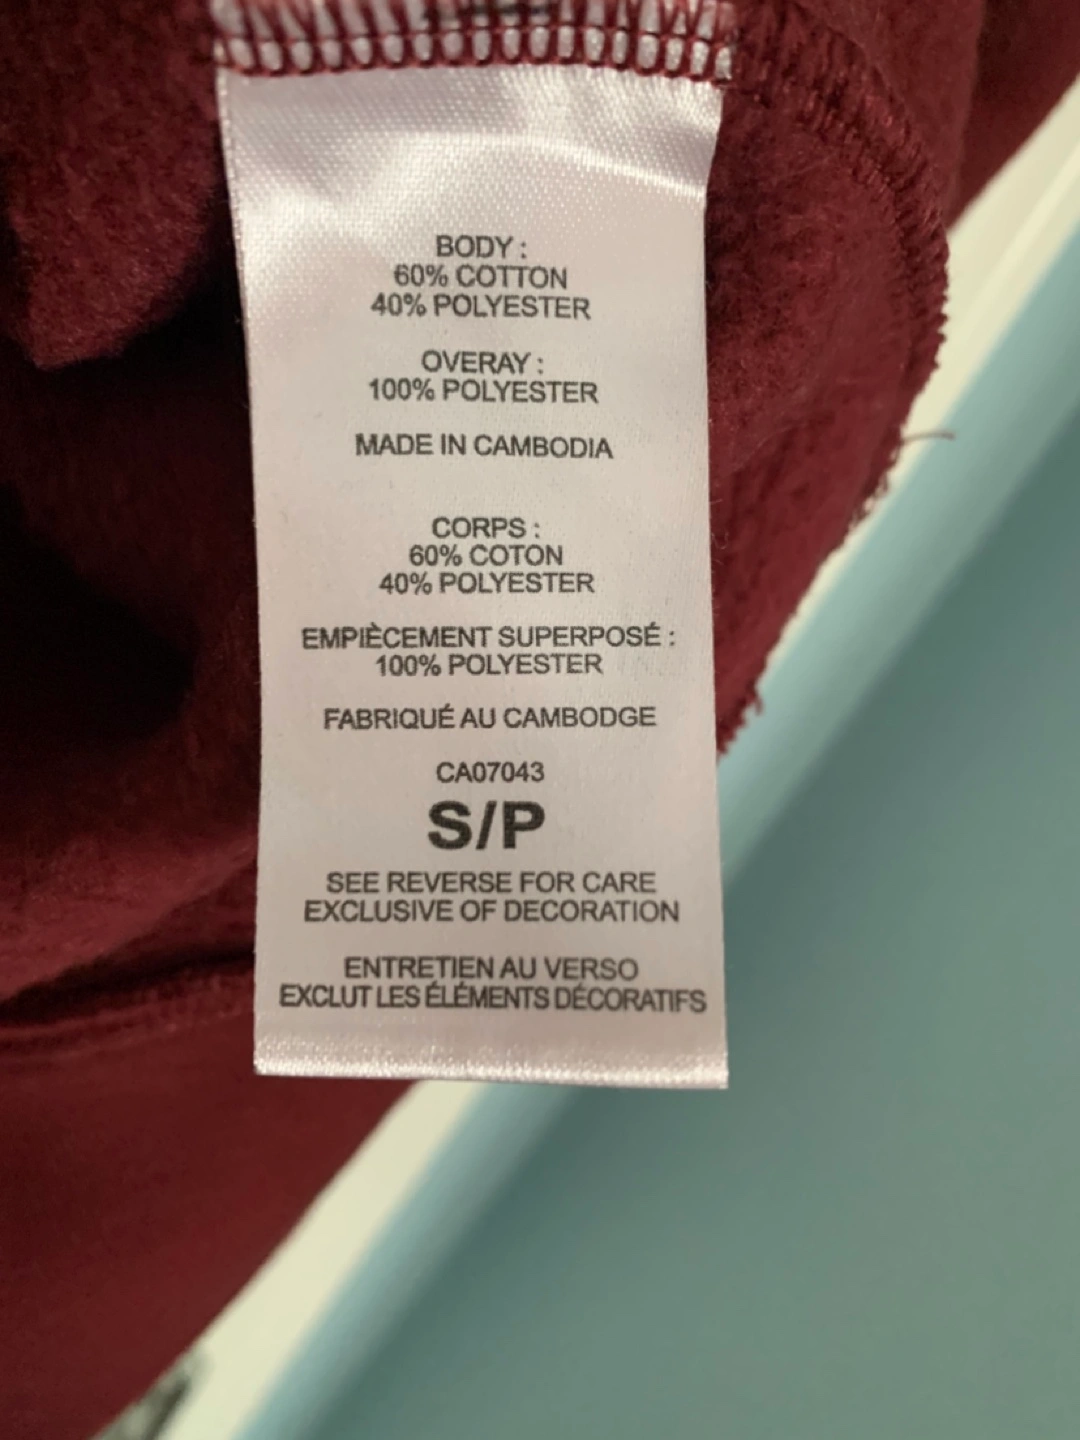 BODY :
60% COTTON
40% POLYESTER
OVERAY :
100% POLYESTER
MADE IN CAMBODIA
CORPS :
60% COTON
40% POLYESTER
EMPIÈCEMENT SUPERPOSÉ :
100% POLYESTER
FABRIQUÉ AU CAMBODGE
CA07043
S/P
SEE REVERSE FOR CARE
EXCLUSIVE OF DECORATION
ENTRETIEN AU VERSO
EXCLUT LES ÉLÉMENTS DÉCORATIFS